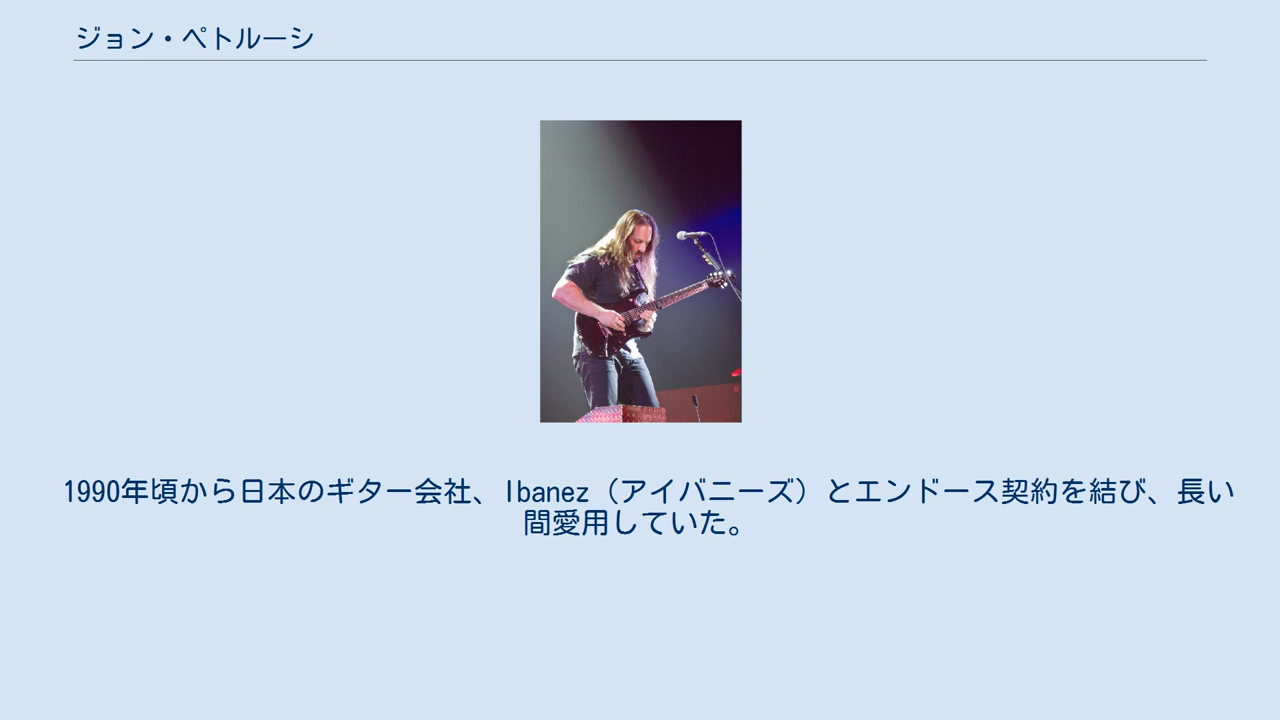 ジョン・ペトルーシ
1990年頃から日本のギター会社、Ibanez（アイバニーズ）とエンドース契約を結び、長い
間愛用していた。